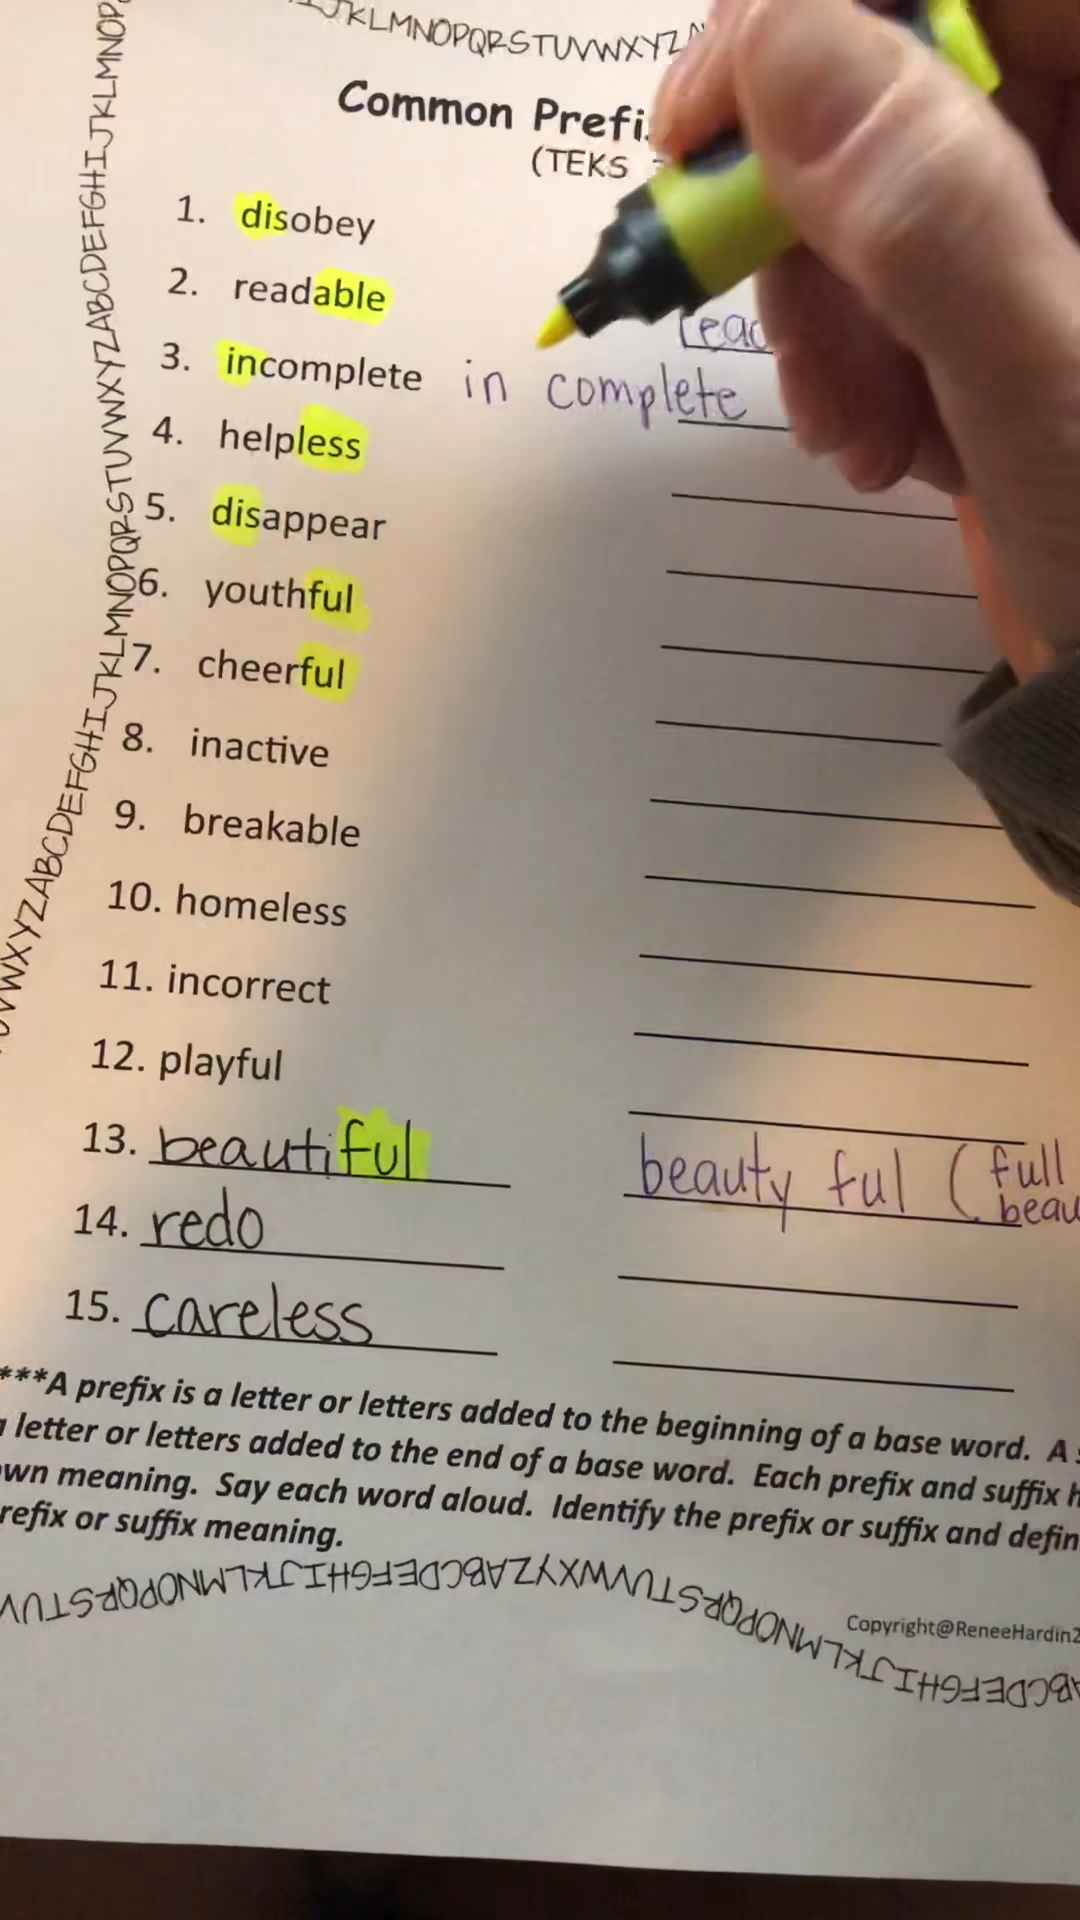 JKLMNOPQRSTUVWXYZ
Common Prefi
(TEKS
1. disobey
2. readable
read
3. incomplete in complete
4. helpless
5. disappear
6. youthful
7. cheerful
8. inactive
9. breakable
10. homeless
11. incorrect
12. playful
13. beautiful beauty ful (full
beau
14. redo
15. careless
***A prefix is a letter or letters added to the beginning of a base word. A s
a letter or letters added to the end of a base word. Each prefix and suffix h
own meaning. Say each word aloud. Identify the prefix or suffix and defin
refix or suffix meaning.
Copyright@ReneeHardin2